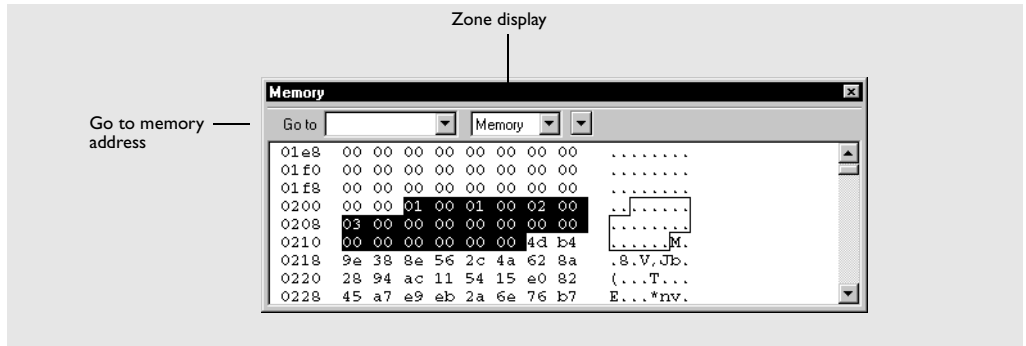 Zone display
Memory
Go to memory
address
Go to Memory
01e8 00 00 00 00 00 00 00 00 ........
01f0 00 00 00 00 00 00 00 00 ........
01f8 00 00 00 00 00 00 00 00 ........
0200 00 00 01 00 01 00 02 00 ........
0208 03 00 00 00 00 00 00 00 ........
0210 00 00 00 00 00 00 4d b4 ......M.
0218 9e 38 8e 56 2c 4a 62 8a .8.V,Jb.
0220 28 94 ac 11 54 15 e0 82 (...T...
0228 45 a7 e9 eb 2a 6e 76 b7 E...*nv.